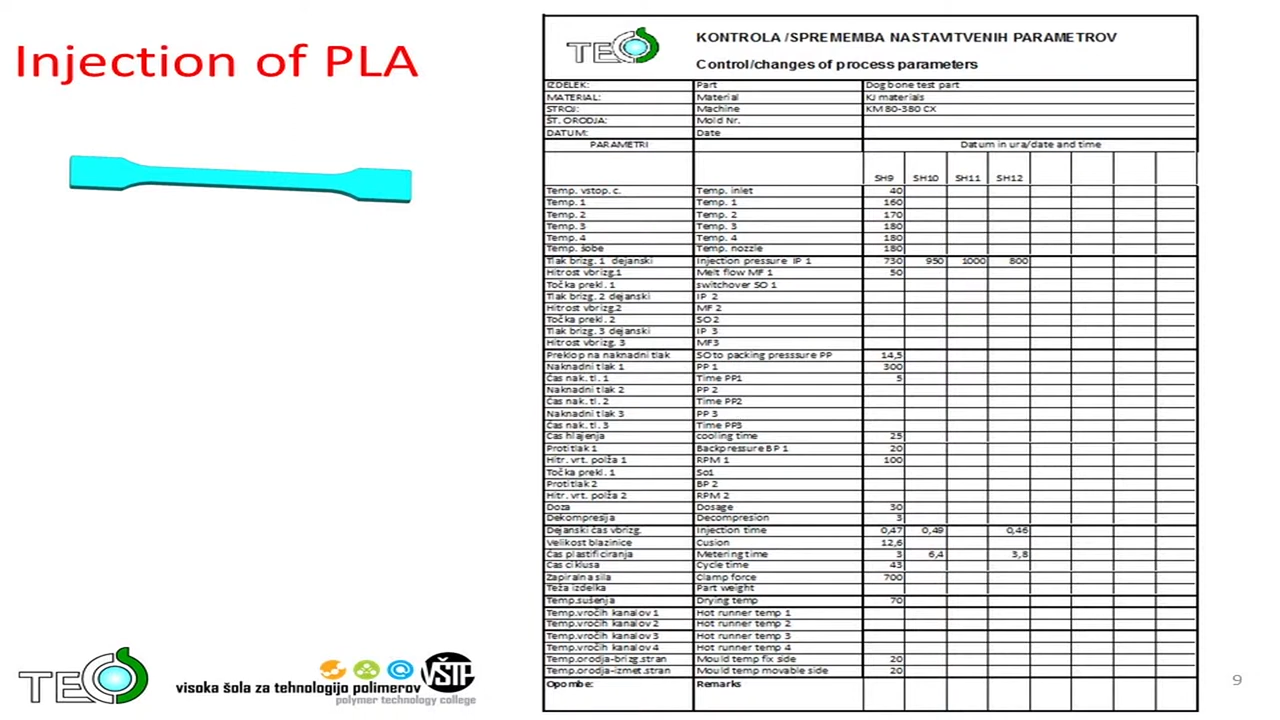 Injection of PLA
TECOS
KONTROLA /SPREMEMBA NASTAVITVENIH PARAMETROV
Control/changes of process parameters
IZDELEK: Part Dog bone test part
MATERIAL: Material KJ materials
STROJ: Machine KM 80-380 CX
ŠT. ORODJA: Mold Nr.
DATUM: Date
PARAMETRI Datum in ura/date and time
SH9 SH10 SH11 SH12
Temp. vstop. c. Temp. inlet 40
Temp. 1 Temp. 1 160
Temp. 2 Temp. 2 170
Temp. 3 Temp. 3 180
Temp. 4 Temp. 4 180
Temp. šobe Temp. nozzle 180
Tlak brizg. 1 dejanski Injection pressure IP 1 730 950 1000 800
Hitrost vbrizg.1 Melt flow MF 1 50
Točka prekl. 1 switchover SO 1
Tlak brizg. 2 dejanski IP 2
Hitrost vbrizg.2 MF 2
Točka prekl. 2 SO 2
Tlak brizg. 3 dejanski IP 3
Hitrost vbrizg. 3 MF3
Preklop na naknadni tlak SO to packing presssure PP 14,5
Naknadni tlak 1 PP 1 300
Čas nak. tl. 1 Time PP1 5
Naknadni tlak 2 PP 2
Čas nak. tl. 2 Time PP2
Naknadni tlak 3 PP 3
Čas nak. tl. 3 Time PP3
Čas hlajenja cooling time 25
Protitlak 1 Backpressure BP 1 20
Hitr. vrt. polža 1 RPM 1 100
Točka prekl. 1 So1
Protitlak 2 BP 2
Hitr. vrt. polža 2 RPM 2
Doza Dosage 30
Dekompresija Decompresion 3
Dejanski čas vbrizg. Injection time 0,47 0,49 0,46
Velikost blazinice Cusion 12,6
Čas plastificiranja Metering time 3 6,4 3,8
Čas ciklusa Cycle time 43
Zapiralna sila Clamp force 700
Teža izdelka Part weight
Temp.sušenja Drying temp 70
Temp.vročih kanalov 1 Hot runner temp 1
Temp.vročih kanalov 2 Hot runner temp 2
Temp.vročih kanalov 3 Hot runner temp 3
Temp.vročih kanalov 4 Hot runner temp 4
Temp.orodja-brizg.stran Mould temp fix side 20
Temp.orodja-izmet.stran Mould temp movable side 20
Opombe: Remarks
TECOS
VŠTP
visoka šola za tehnologijo polimerov
polymer technology college
9